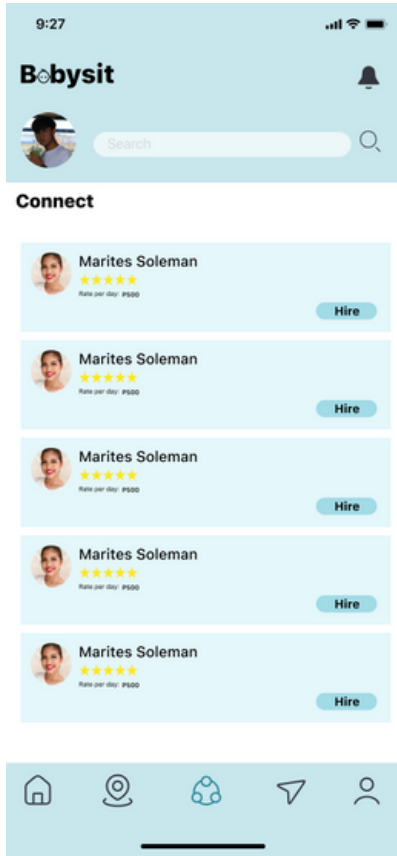 9:27
Babysit
Search
Connect
Marites Soleman
Rate per day: P500
Hire
Marites Soleman
Rate per day: P500
Hire
Marites Soleman
Rate per day: P500
Hire
Marites Soleman
Rate per day: P500
Hire
Marites Soleman
Rate per day: P500
Hire